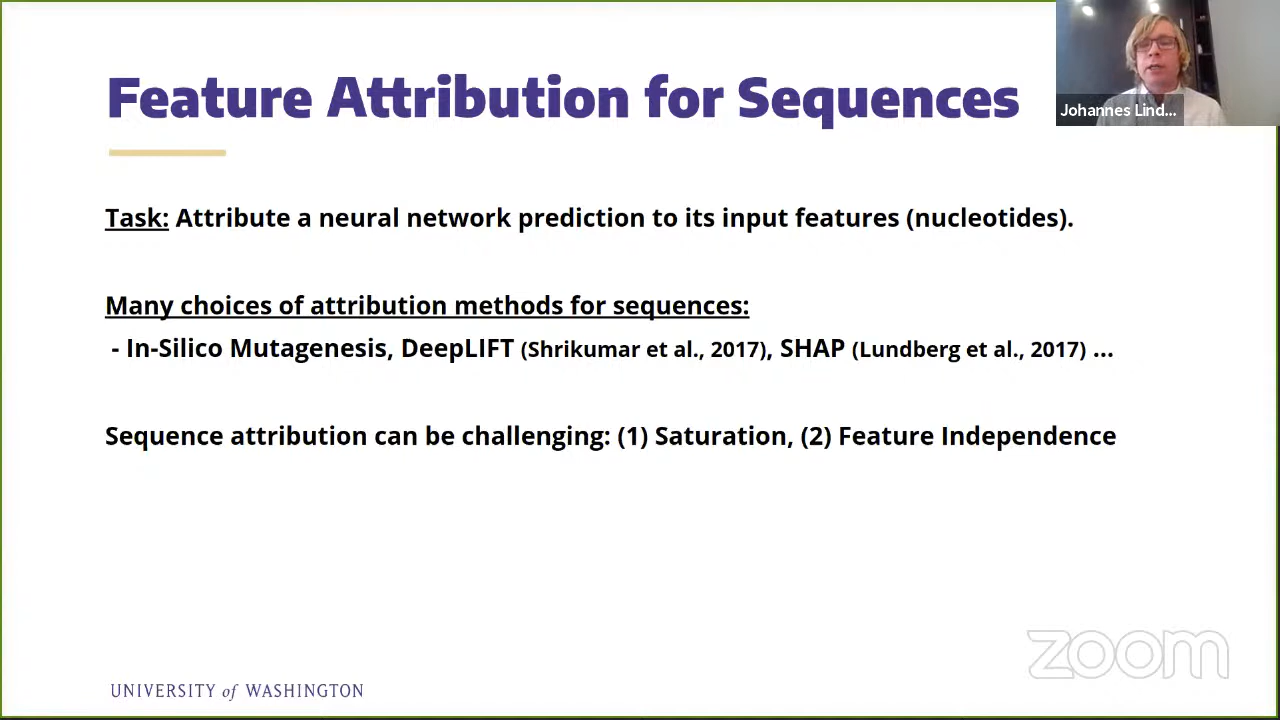 Feature Attribution for Sequences
Johannes Lind...
Task: Attribute a neural network prediction to its input features (nucleotides).
Many choices of attribution methods for sequences:
- In-Silico Mutagenesis, DeepLIFT (Shrikumar et al., 2017), SHAP (Lundberg et al., 2017) ...
Sequence attribution can be challenging: (1) Saturation, (2) Feature Independence
zoom
UNIVERSITY of WASHINGTON